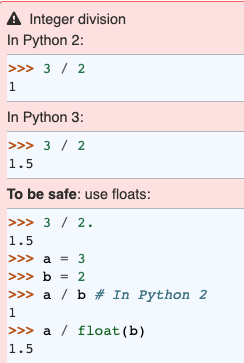 ⚠ Integer division
In Python 2:
>>> 3 / 2
1
In Python 3:
>>> 3 / 2
1.5
To be safe: use floats:
>>> 3 / 2.
1.5
>>> a = 3
>>> b = 2
>>> a / b # In Python 2
1
>>> a / float(b)
1.5